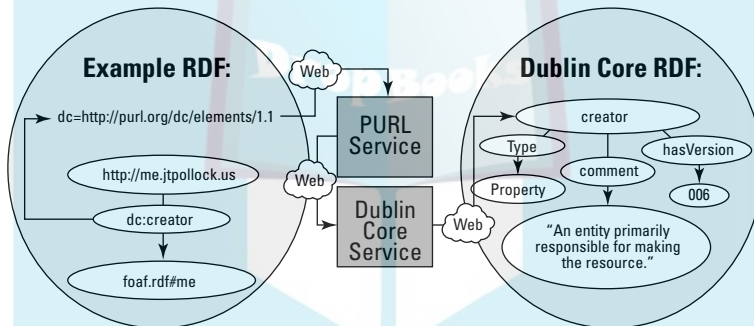 Example RDF:
dc=http://purl.org/dc/elements/1.1
http://me.jtpollock.us
dc:creator
foaf.rdf#me
Web
PURL
Service
Web
Dublin
Core
Service
Web
DropBooks
Dublin Core RDF:
creator
Type
hasVersion
comment
Property
006
“An entity primarily
responsible for making
the resource.”